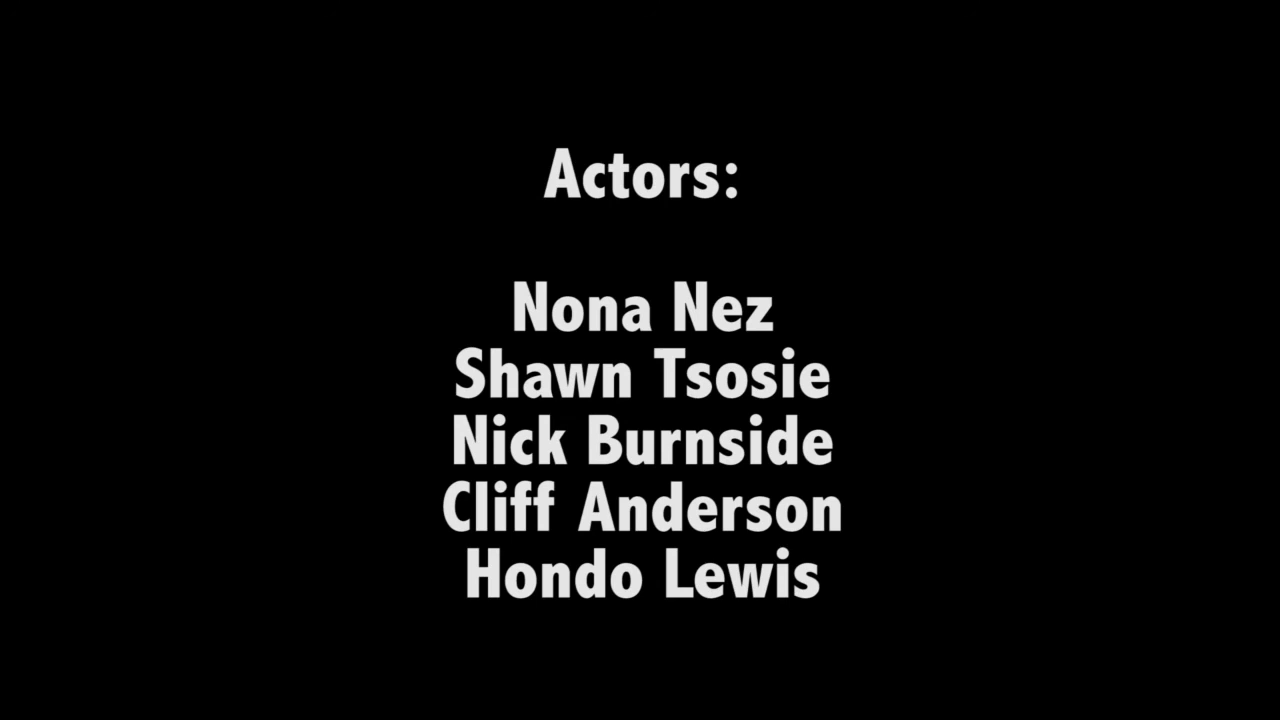 Actors:
Nona Nez
Shawn Tsosie
Nick Burnside
Cliff Anderson
Hondo Lewis